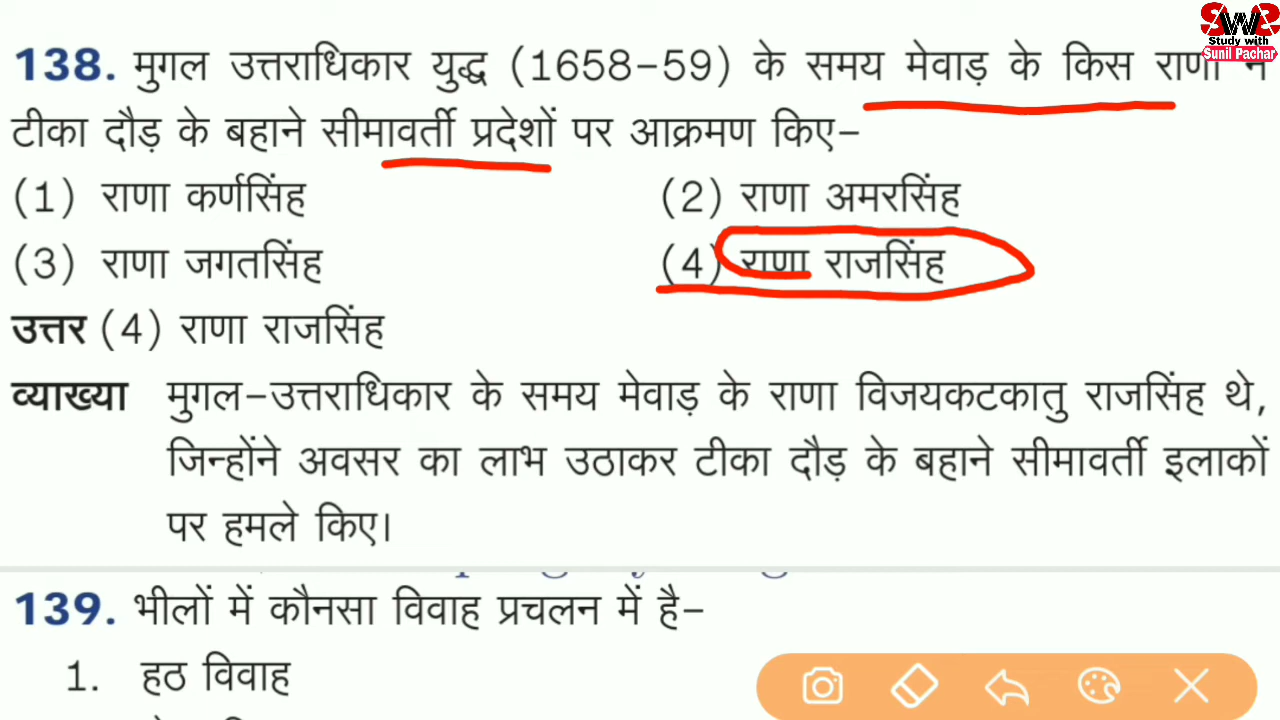 SWS
Study with
Sunil Pachar
138. मुगल उत्तराधिकार युद्ध (1658-59) के समय मेवाड़ के किस राणा ने
टीका दौड़ के बहाने सीमावर्ती प्रदेशों पर आक्रमण किए-
(1) राणा कर्णसिंह (2) राणा अमरसिंह
(3) राणा जगतसिंह (4) राणा राजसिंह
उत्तर (4) राणा राजसिंह
व्याख्या मुगल-उत्तराधिकार के समय मेवाड़ के राणा विजयकटकातु राजसिंह थे,
जिन्होंने अवसर का लाभ उठाकर टीका दौड़ के बहाने सीमावर्ती इलाकों
पर हमले किए।
139. भीलों में कौनसा विवाह प्रचलन में है-
1. हठ विवाह